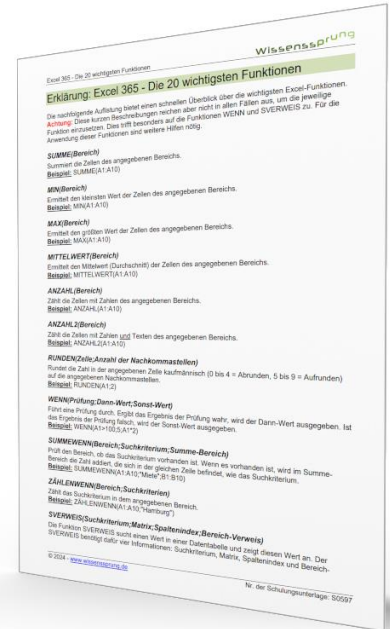 Wissenssprung
Excel 365 - Die 20 wichtigsten Funktionen
Erklärung: Excel 365 - Die 20 wichtigsten Funktionen
Die nachfolgende Auflistung bietet einen schnellen Überblick über die wichtigsten Excel-Funktionen.
Achtung: Diese kurzen Beschreibungen reichen aber nicht in allen Fällen aus, um die jeweilige
Funktion einzusetzen. Dies trifft besonders auf die Funktionen WENN und SVERWEIS zu. Für die
Anwendung dieser Funktionen sind weitere Hilfen nötig.
SUMME(Bereich)
Summiert die Zellen des angegebenen Bereichs.
Beispiel: SUMME(A1:A10)
MIN(Bereich)
Ermittelt den kleinsten Wert der Zellen des angegebenen Bereichs.
Beispiel: MIN(A1:A10)
MAX(Bereich)
Ermittelt den größten Wert der Zellen des angegebenen Bereichs.
Beispiel: MAX(A1:A10)
MITTELWERT(Bereich)
Ermittelt den Mittelwert (Durchschnitt) der Zellen des angegebenen Bereichs.
Beispiel: MITTELWERT(A1:A10)
ANZAHL(Bereich)
Zählt die Zellen mit Zahlen des angegebenen Bereichs.
Beispiel: ANZAHL(A1:A10)
ANZAHL2(Bereich)
Zählt die Zellen mit Zahlen und Texten des angegebenen Bereichs.
Beispiel: ANZAHL2(A1:A10)
RUNDEN(Zelle;Anzahl der Nachkommastellen)
Rundet die Zahl in der angegebenen Zelle kaufmännisch (0 bis 4 = Abrunden, 5 bis 9 = Aufrunden)
auf die angegebenen Nachkommastellen.
Beispiel: RUNDEN(A1;2)
WENN(Prüfung;Dann-Wert;Sonst-Wert)
Führt eine Prüfung durch. Ergibt das Ergebnis der Prüfung wahr, wird der Dann-Wert ausgegeben. Ist
das Ergebnis der Prüfung falsch, wird der Sonst-Wert ausgegeben.
Beispiel: WENN(A1>100;5;A1*2)
SUMMEWENN(Bereich;Suchkriterium;Summe-Bereich)
Prüft den Bereich, ob das Suchkriterium vorhanden ist. Wenn es vorhanden ist, wird im Summe-
Bereich die Zahl addiert, die sich in der gleichen Zeile befindet, wie das Suchkriterium.
Beispiel: SUMMEWENN(A1:A10;"Miete";B1:B10)
ZÄHLENWENN(Bereich;Suchkriterien)
Zählt das Suchkriterium in dem angegebenen Bereich.
Beispiel: ZÄHLENWENN(A1:A10;"Hamburg")
SVERWEIS(Suchkriterium;Matrix;Spaltenindex;Bereich-Verweis)
Die Funktion SVERWEIS sucht einen Wert in einer Datentabelle und zeigt diesen Wert an. Der
SVERWEIS benötigt dafür vier Informationen: Suchkriterium, Matrix, Spaltenindex und Bereich-
© 2024 - www.wissenssprung.de
Nr. der Schulungsunterlage: S0597